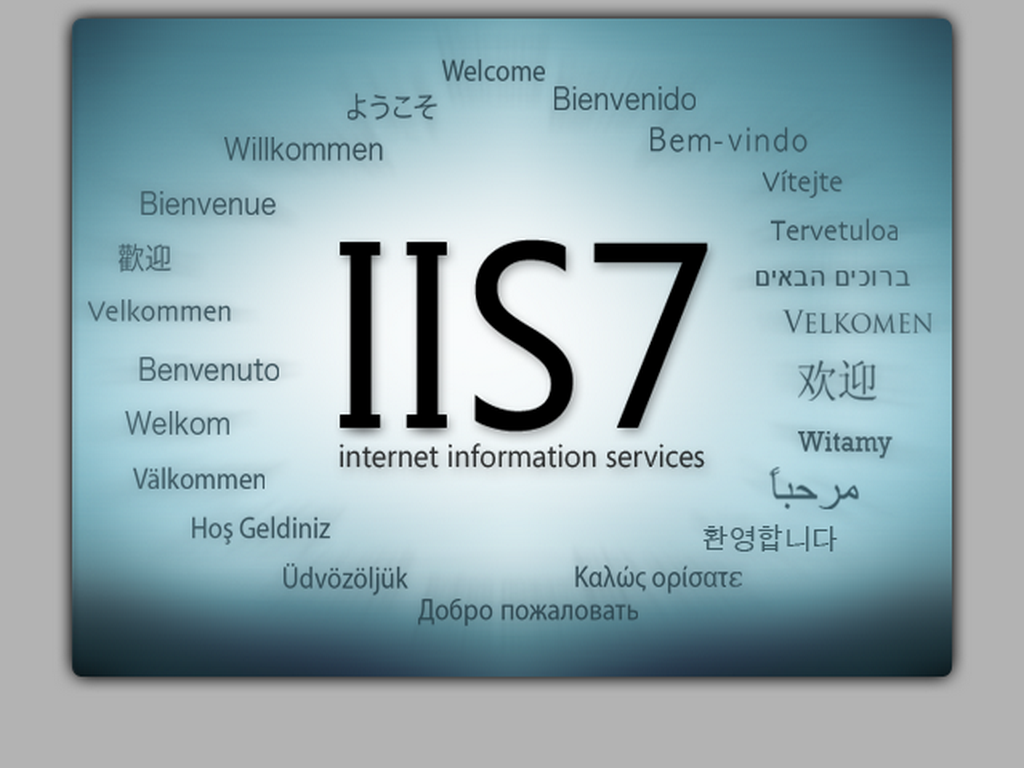 Welcome
Bienvenido
ようこそ
Bem-vindo
Willkommen
Vítejte
Bienvenue
Tervetuloa
歡迎
ברוכים הבאים
Velkommen
VELKOMEN
IIS7
Benvenuto
欢迎
Welkom
Witamy
internet information services
Välkommen
مرحباً
Hoş Geldiniz
환영합니다
Üdvözöljük
Καλώς ορίσατε
Добро пожаловать